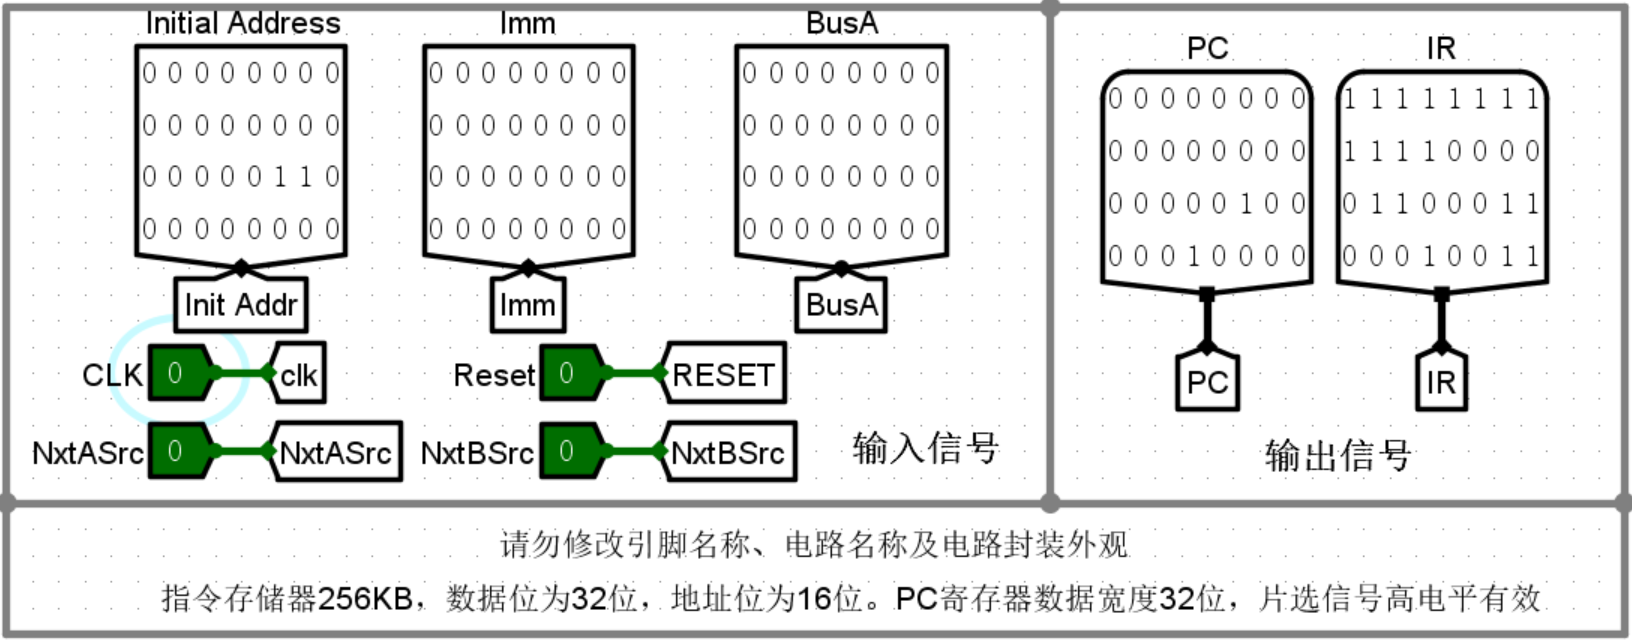 Initial Address
0 0 0 0 0 0 0 0
0 0 0 0 0 0 0 0
0 0 0 0 0 1 1 0
0 0 0 0 0 0 0 0
Init Addr
Imm
0 0 0 0 0 0 0 0
0 0 0 0 0 0 0 0
0 0 0 0 0 0 0 0
0 0 0 0 0 0 0 0
Imm
BusA
0 0 0 0 0 0 0 0
0 0 0 0 0 0 0 0
0 0 0 0 0 0 0 0
0 0 0 0 0 0 0 0
BusA
CLK 0 clk
Reset 0 RESET
NxtASrc 0 NxtASrc
NxtBSrc 0 NxtBSrc
输入信号
PC
0 0 0 0 0 0 0 0
0 0 0 0 0 0 0 0
0 0 0 0 0 1 0 0
0 0 0 1 0 0 0 0
PC
IR
1 1 1 1 1 1 1 1
1 1 1 1 0 0 0 0
0 1 1 0 0 0 1 1
0 0 0 1 0 0 1 1
IR
输出信号
请勿修改引脚名称、电路名称及电路封装外观
指令存储器256KB，数据位为32位，地址位为16位。PC寄存器数据宽度32位，片选信号高电平有效